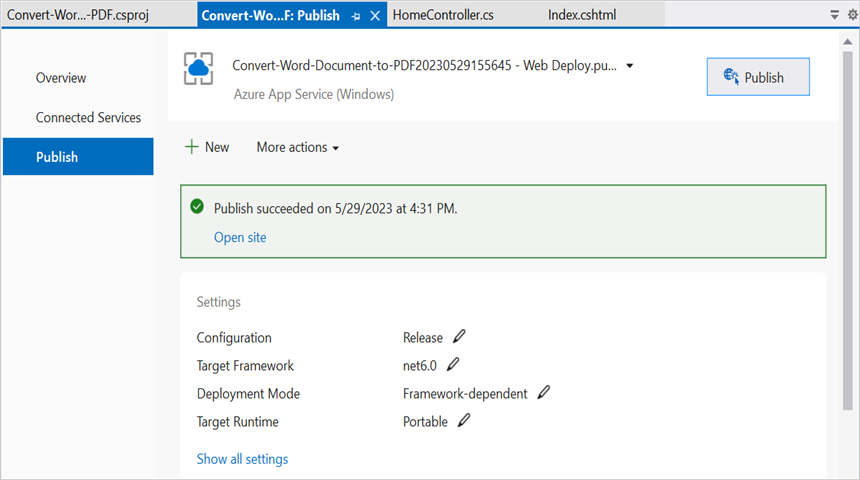 Convert-Wor...-PDF.csproj Convert-Wo...F: Publish HomeController.cs Index.cshtml
Overview
Connected Services
Publish
Convert-Word-Document-to-PDF20230529155645 - Web Deploy.pu...
Azure App Service (Windows)
Publish
New More actions
Publish succeeded on 5/29/2023 at 4:31 PM.
Open site
Settings
Configuration Release
Target Framework net6.0
Deployment Mode Framework-dependent
Target Runtime Portable
Show all settings